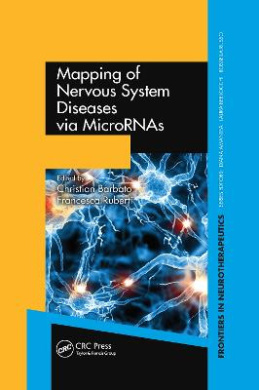 Mapping of
Nervous System
Diseases
via MicroRNAs
Edited by
Christian Barbato
Francesca Ruberti
CRC Press
Taylor & Francis Group
FRONTIERS IN NEUROTHERAPEUTICS